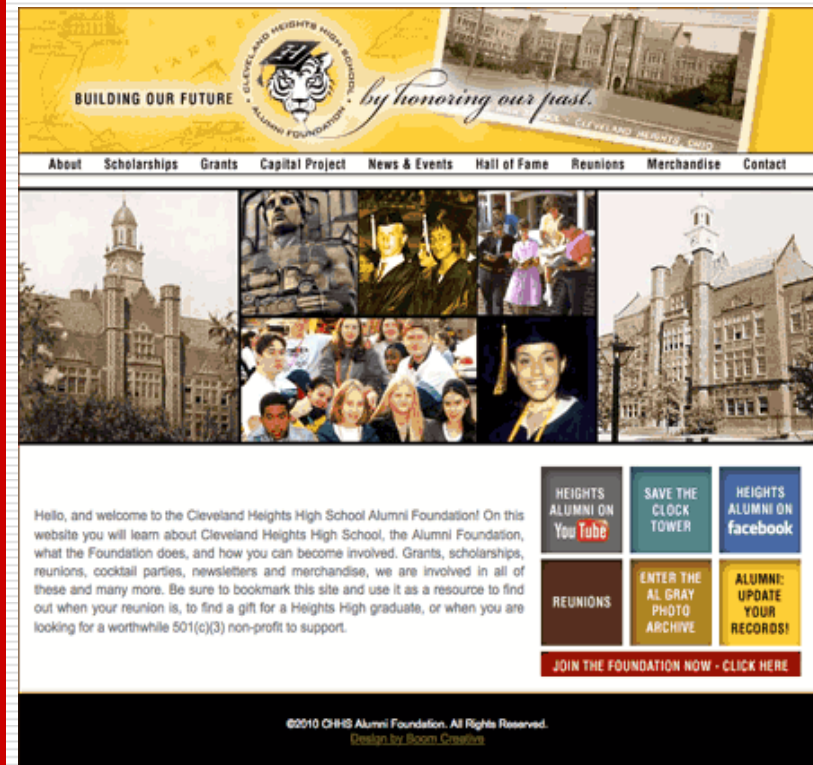 BUILDING OUR FUTURE
CLEVELAND HEIGHTS HIGH SCHOOL
H
ALUMNI FOUNDATION
by honoring our past.
SCHOOL - CLEVELAND HEIGHTS, OHIO
About Scholarships Grants Capital Project News & Events Hall of Fame Reunions Merchandise Contact
Hello, and welcome to the Cleveland Heights High School Alumni Foundation! On this
website you will learn about Cleveland Heights High School, the Alumni Foundation,
what the Foundation does, and how you can become involved. Grants, scholarships,
reunions, cocktail parties, newsletters and merchandise, we are involved in all of
these and many more. Be sure to bookmark this site and use it as a resource to find
out when your reunion is, to find a gift for a Heights High graduate, or when you are
looking for a worthwhile 501(c)(3) non-profit to support.
HEIGHTS
ALUMNI ON
YouTube
SAVE THE
CLOCK
TOWER
HEIGHTS
ALUMNI ON
facebook
REUNIONS
ENTER THE
AL GRAY
PHOTO
ARCHIVE
ALUMNI:
UPDATE
YOUR
RECORDS!
JOIN THE FOUNDATION NOW - CLICK HERE
©2010 CHHS Alumni Foundation. All Rights Reserved.
Design by Boom Creative